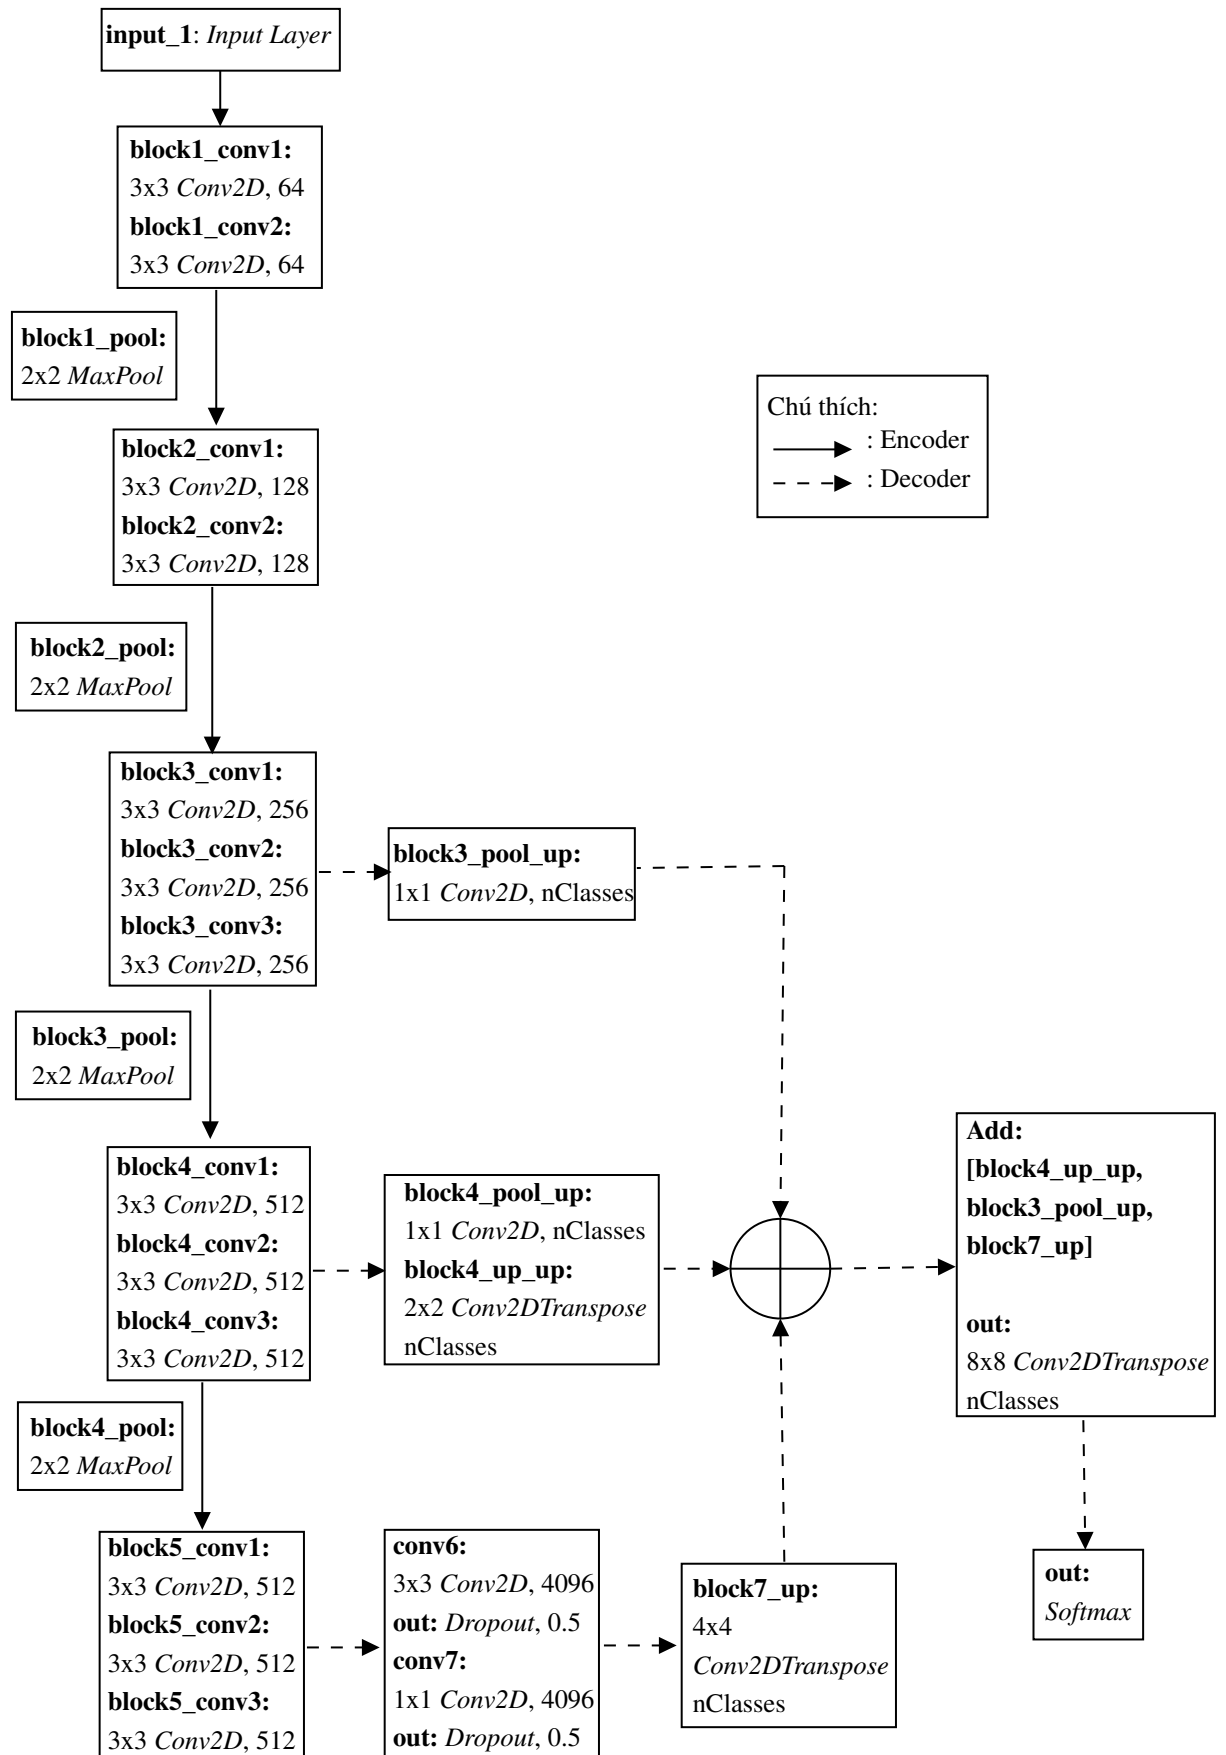 input_1: Input Layer
block1_conv1:
3x3 Conv2D, 64
block1_conv2:
3x3 Conv2D, 64
block1_pool:
2x2 MaxPool
Chú thích:
: Encoder
: Decoder
block2_conv1:
3x3 Conv2D, 128
block2_conv2:
3x3 Conv2D, 128
block2_pool:
2x2 MaxPool
block3_conv1:
3x3 Conv2D, 256
block3_conv2:
3x3 Conv2D, 256
block3_conv3:
3x3 Conv2D, 256
block3_pool_up:
1x1 Conv2D, nClasses
block3_pool:
2x2 MaxPool
block4_conv1:
3x3 Conv2D, 512
block4_conv2:
3x3 Conv2D, 512
block4_conv3:
3x3 Conv2D, 512
block4_pool_up:
1x1 Conv2D, nClasses
block4_up_up:
2x2 Conv2DTranspose
nClasses
Add:
[block4_up_up,
block3_pool_up,
block7_up]
out:
8x8 Conv2DTranspose
nClasses
block4_pool:
2x2 MaxPool
block5_conv1:
3x3 Conv2D, 512
block5_conv2:
3x3 Conv2D, 512
block5_conv3:
3x3 Conv2D, 512
conv6:
3x3 Conv2D, 4096
out: Dropout, 0.5
conv7:
1x1 Conv2D, 4096
out: Dropout, 0.5
block7_up:
4x4
Conv2DTranspose
nClasses
out:
Softmax